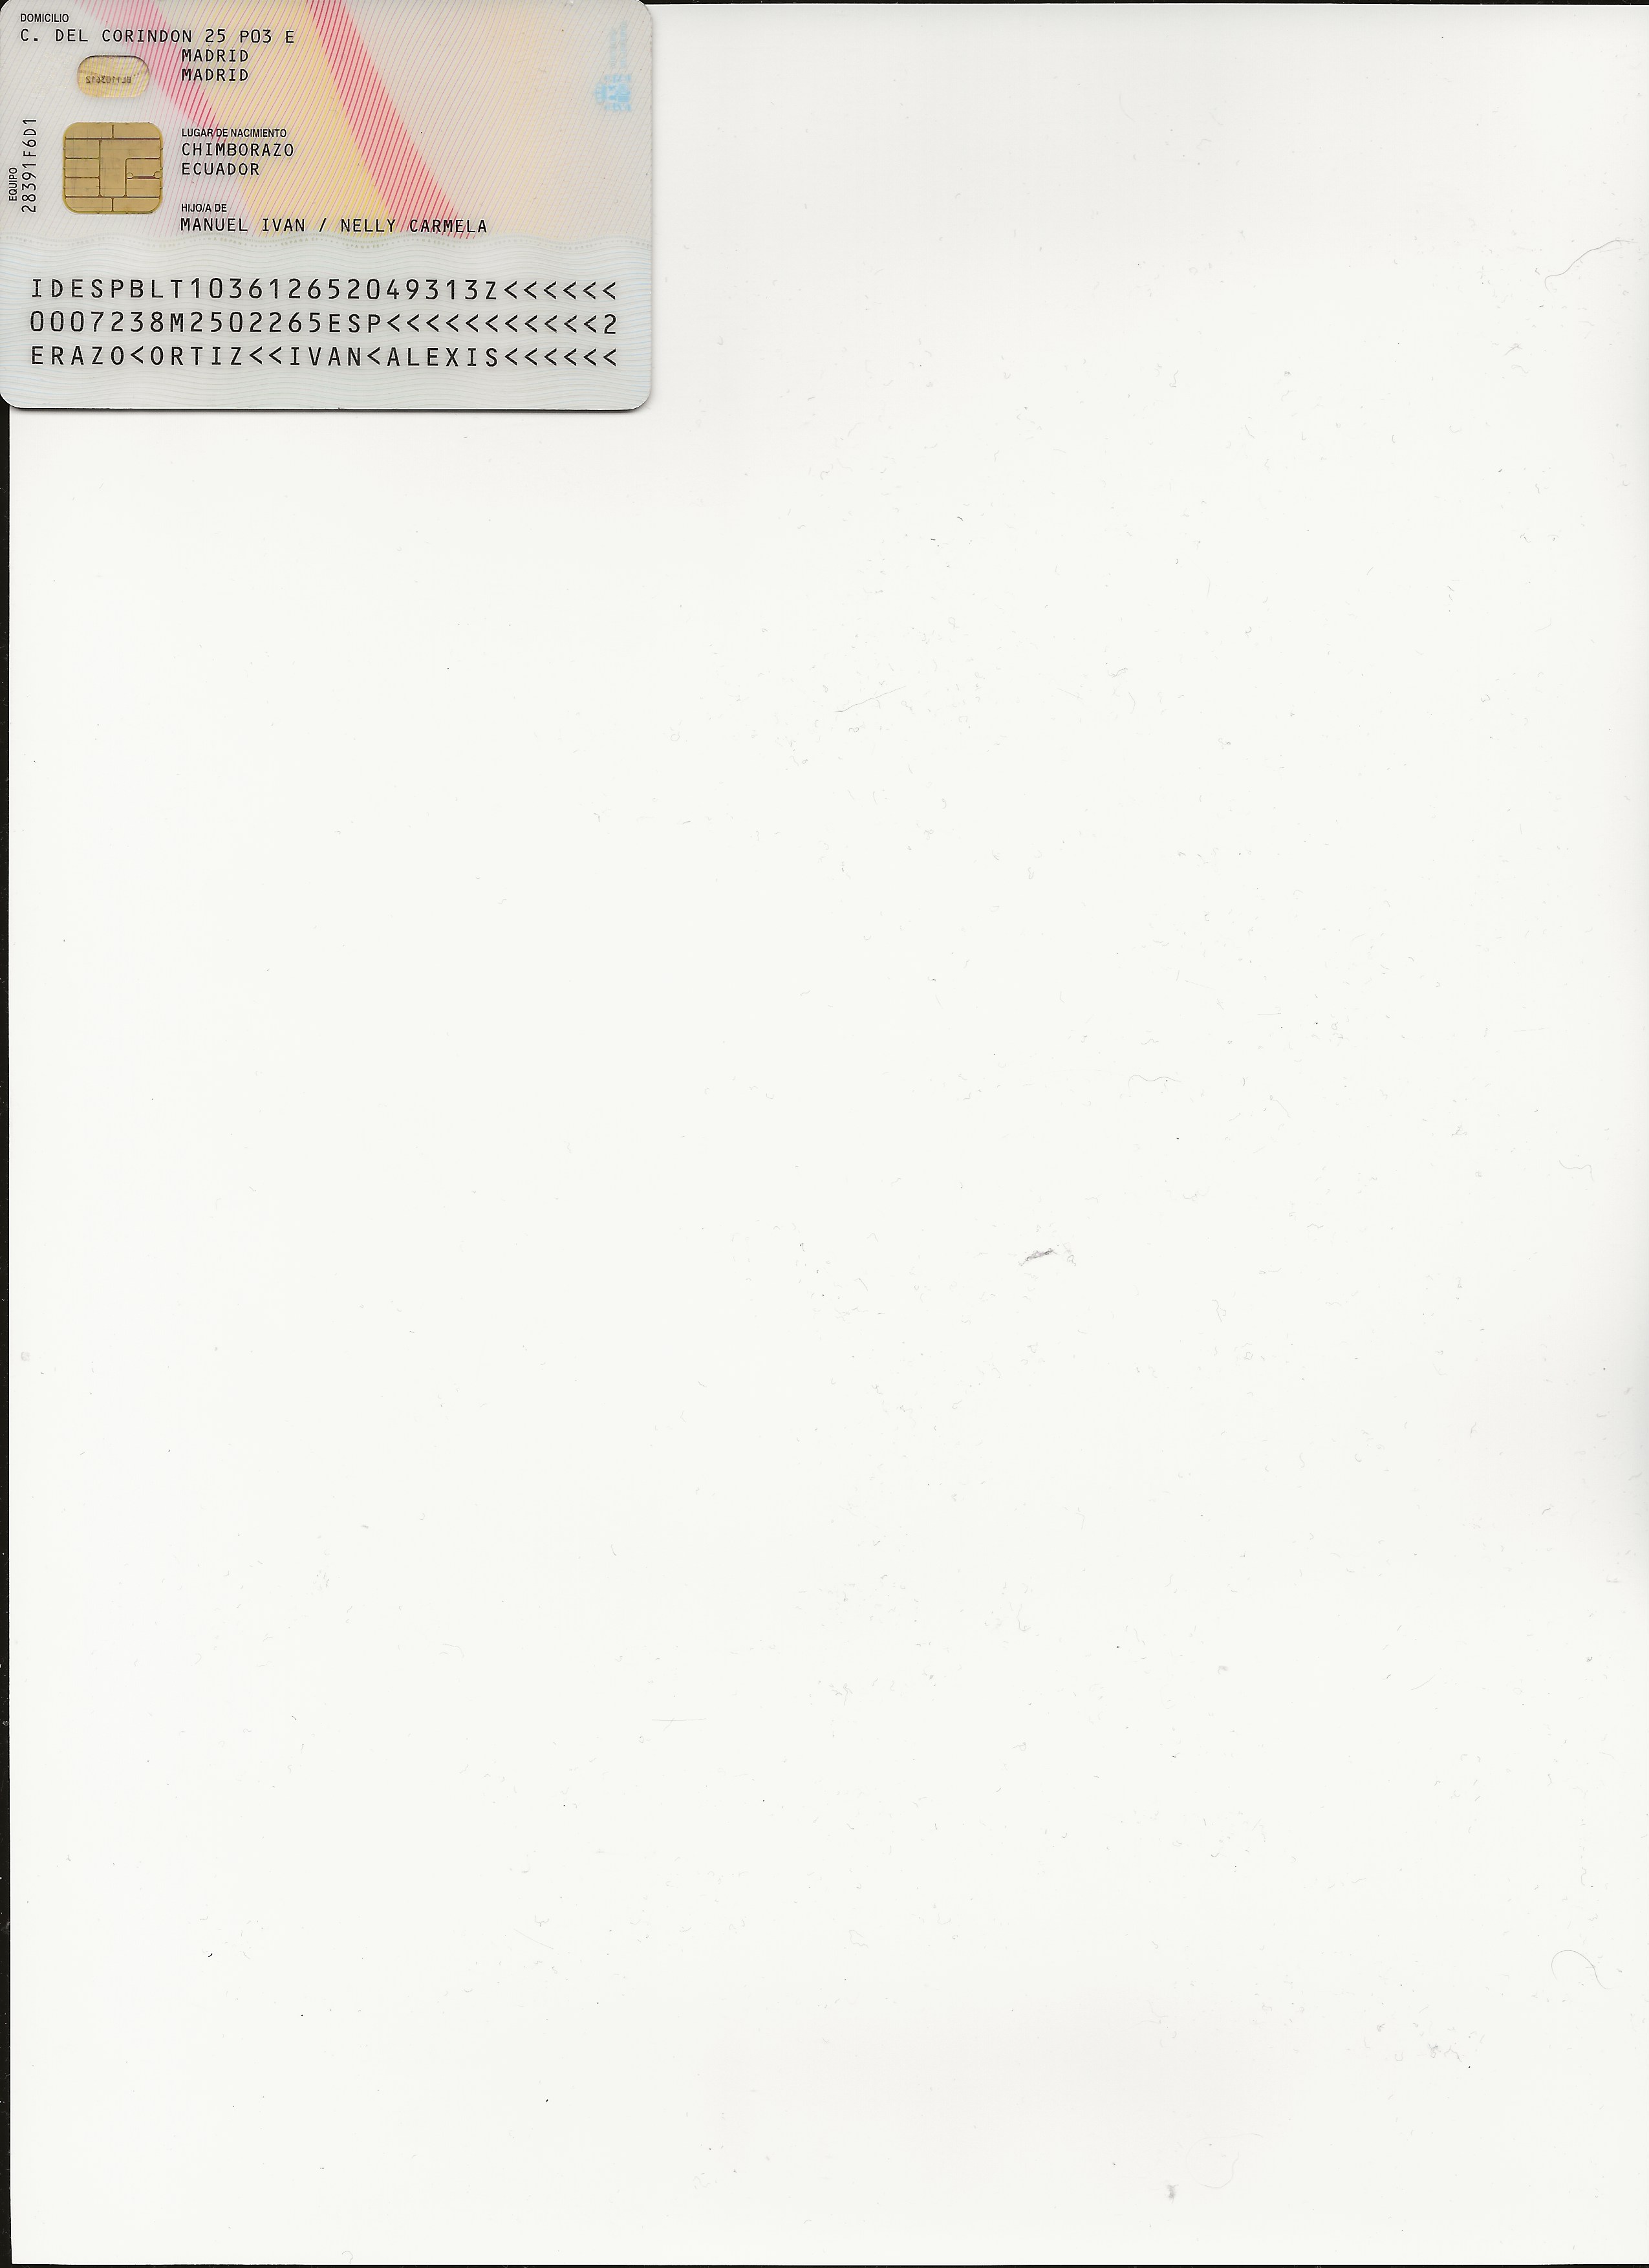 DOMICILIO
C. DEL CORINDON 25 P03 E
MADRID
MADRID
LUGAR DE NACIMIENTO
CHIMBORAZO
ECUADOR
HIJO/A DE
MANUEL IVAN / NELLY CARMELA
EQUIPO
28391F6D1
IDESPBLT103612652049313Z<<<<<<
0007238M2502265ESP<<<<<<<<<<<2
ERAZO<ORTIZ<<IVAN<ALEXIS<<<<<<